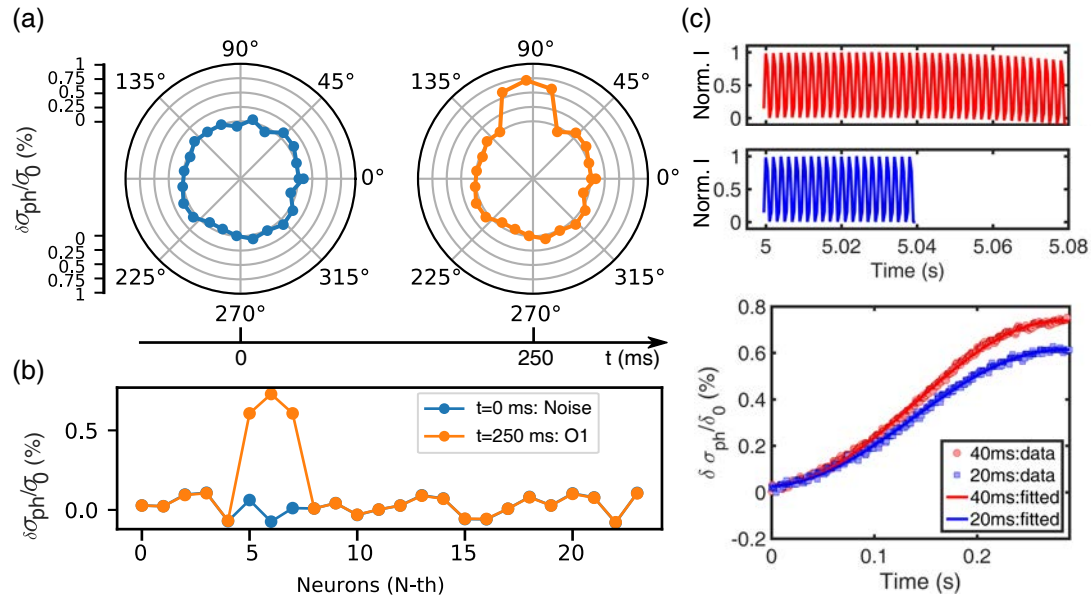 (a)
90°
135°
45°
0°
225°
315°
270°
1
0.75
0.5
0.25
0
0
0.25
0.5
0.75
1
δσph/σ0 (%)
90°
135°
45°
0°
225°
315°
270°
0
250
t (ms)
(b)
0.5
0.0
δσph/σ0 (%)
t=0 ms: Noise
t=250 ms: O1
0
5
10
15
20
Neurons (N-th)
(c)
1
0.5
0
Norm. I
1
0.5
0
Norm. I
5
5.02
5.04
5.06
5.08
Time (s)
0.8
0.6
0.4
0.2
0
-0.2
δ σph/δ0 (%)
40ms:data
20ms:data
40ms:fitted
20ms:fitted
0
0.1
0.2
Time (s)